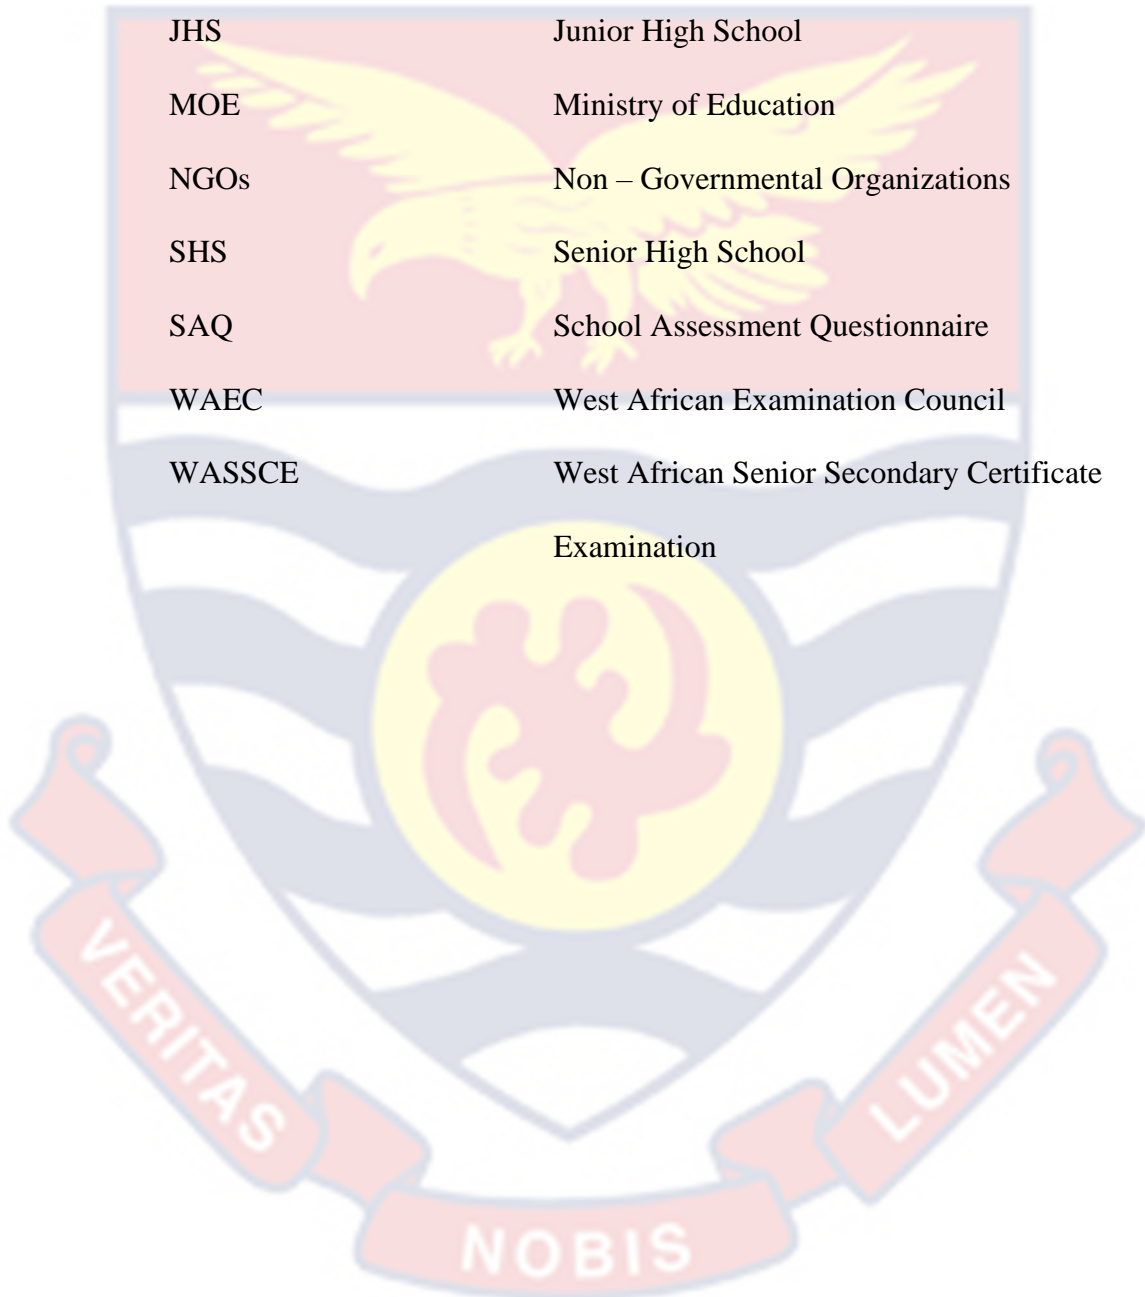 JHS Junior High School
MOE Ministry of Education
NGOs Non – Governmental Organizations
SHS Senior High School
SAQ School Assessment Questionnaire
WAEC West African Examination Council
WASSCE West African Senior Secondary Certificate
Examination
VERITAS
NOBIS
LUMEN